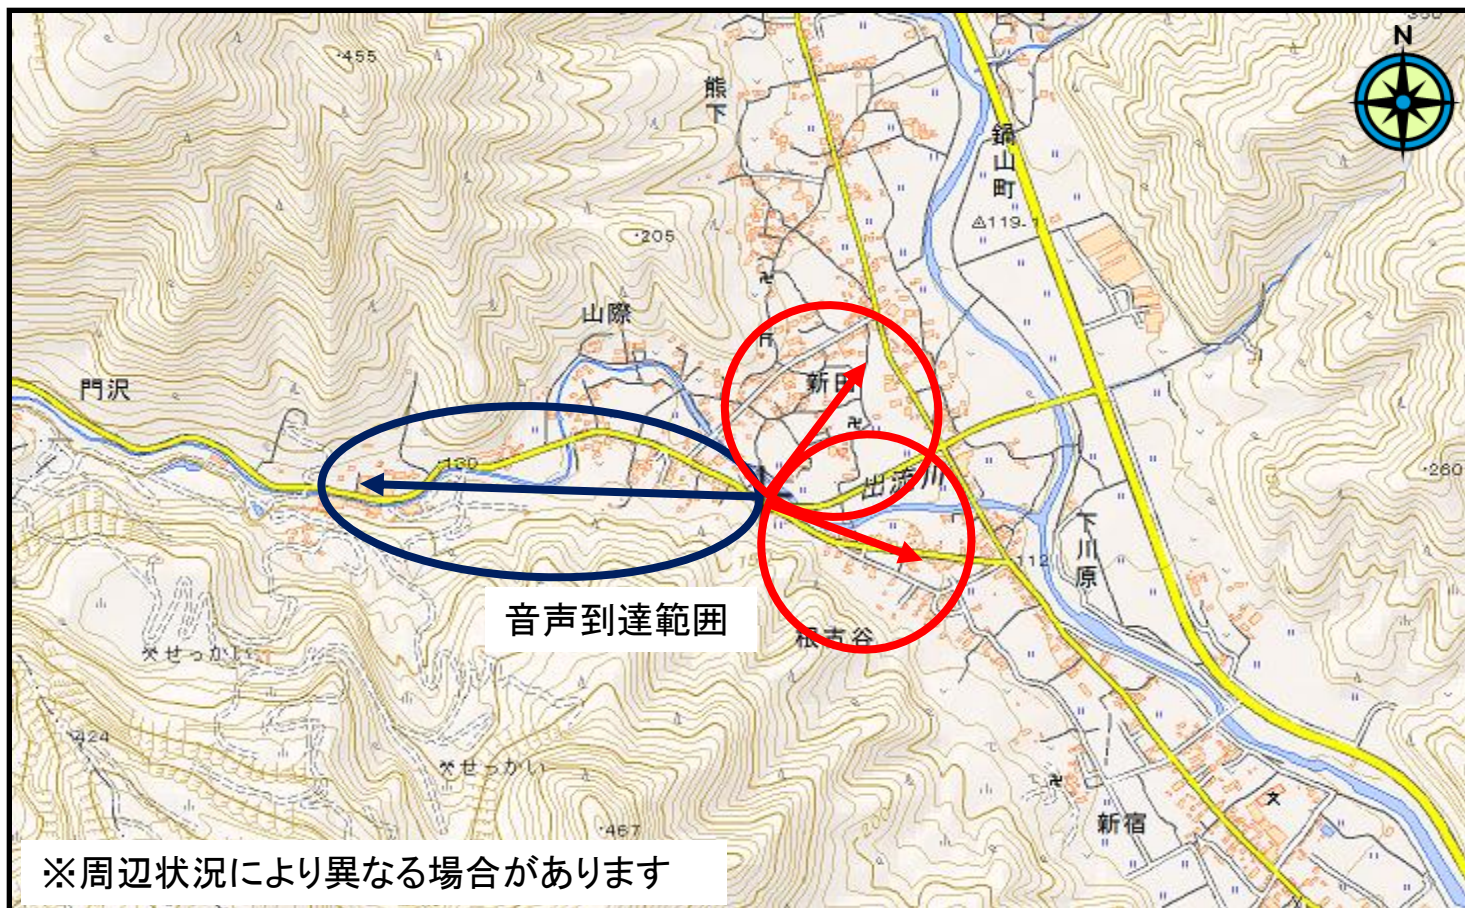 350
N
・455
熊下
鍋山町
119.1
・205
山際
門沢
新田
130
出流川
・260
112
下川原
音声到達範囲
根古谷
せっかい
・424
せっかい
新宿
・467
※周辺状況により異なる場合があります